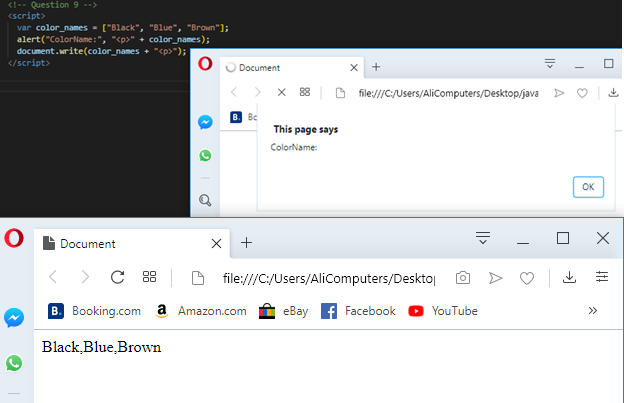 <!-- Question 9 -->
<script>
var color_names = ["Black", "Blue", "Brown"];
alert("ColorName:", "<p>" + color_names);
document.write(color_names + "<p>");
</script>
Document
file:///C:/Users/AliComputers/Desktop/java
B. Bo
This page says
ColorName:
OK
Document
file:///C:/Users/AliComputers/Deskto
B. Booking.com a Amazon.com eBay f Facebook YouTube »
Black,Blue,Brown